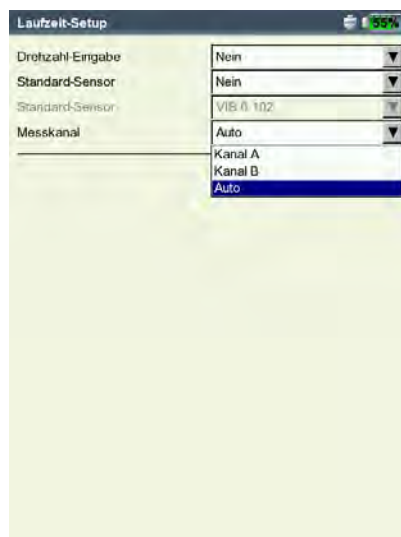 Laufzeit-Setup 55%
Drehzahl-Eingabe Nein
Standard-Sensor Nein
Standard-Sensor VIB 6.102
Messkanal Auto
Kanal A
Kanal B
Auto